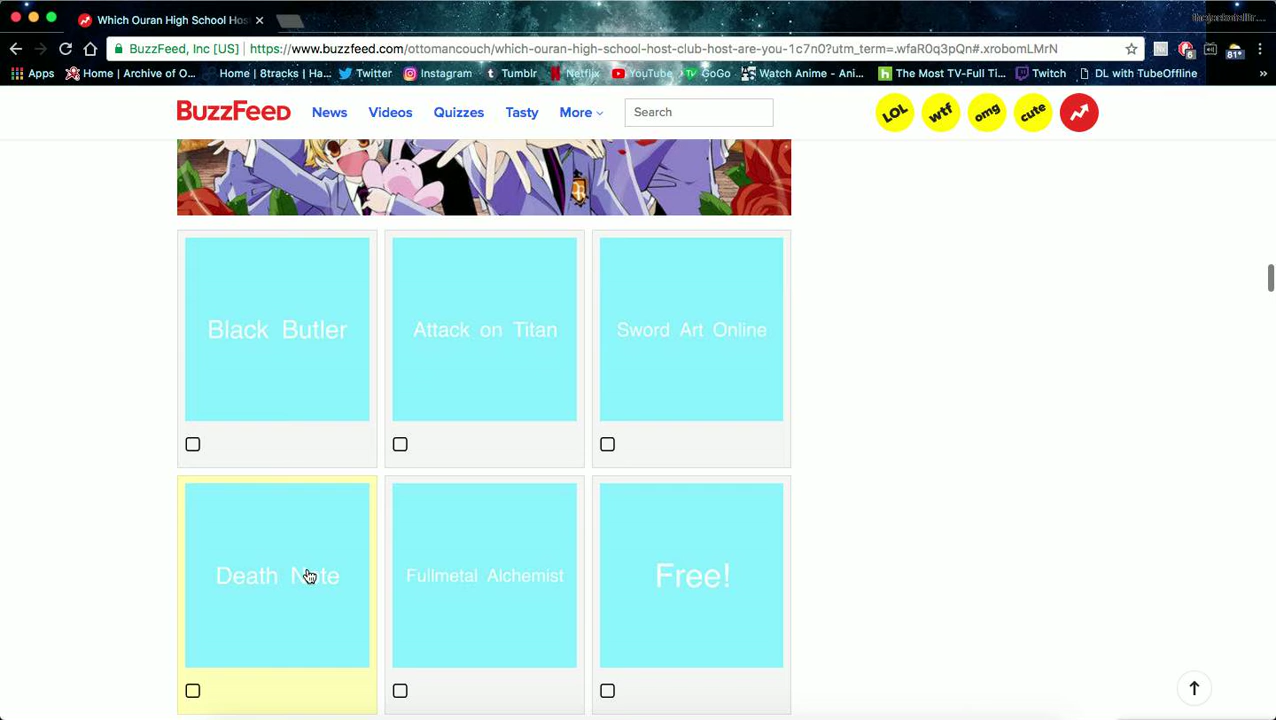 Which Ouran High School Hos
BuzzFeed, Inc [US] https://www.buzzfeed.com/ottomancouch/which-ouran-high-school-host-club-host-are-you-1c7n0?utm_term=.wfaR0q3pQn#.xrobomLMrN
Apps Home | Archive of O... Home | 8tracks | Ha... Twitter Instagram Tumblr Netflix YouTube GoGo Watch Anime - Ani... The Most TV-Full Ti... Twitch DL with TubeOffline »
BuzzFeed News Videos Quizzes Tasty More Search LOL wtf omg cute
Black Butler Attack on Titan Sword Art Online
Death Note Fullmetal Alchemist Free!